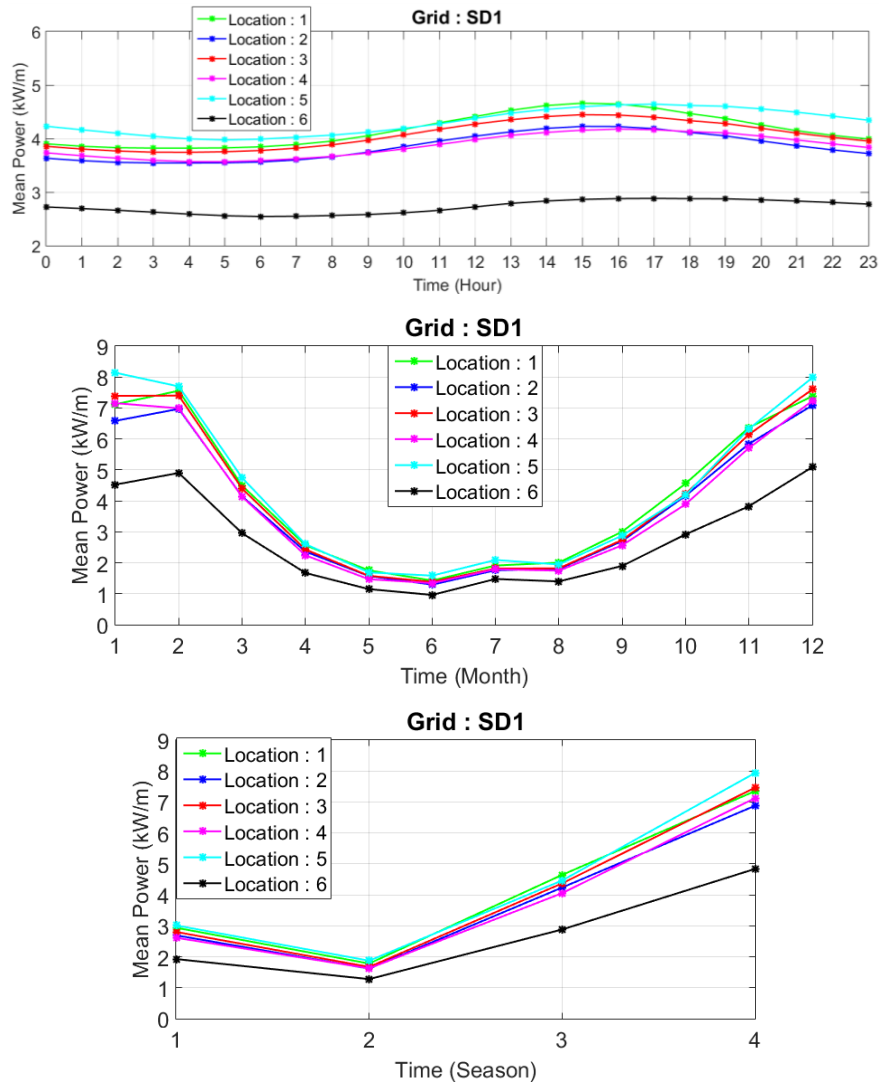 Grid : SD1
Mean Power (kW/m)
6
5
4
3
2
Location : 1
Location : 2
Location : 3
Location : 4
Location : 5
Location : 6
0 1 2 3 4 5 6 7 8 9 10 11 12 13 14 15 16 17 18 19 20 21 22 23
Time (Hour)
Grid : SD1
Mean Power (kW/m)
9
8
7
6
5
4
3
2
1
0
Location : 1
Location : 2
Location : 3
Location : 4
Location : 5
Location : 6
1 2 3 4 5 6 7 8 9 10 11 12
Time (Month)
Grid : SD1
Mean Power (kW/m)
9
8
7
6
5
4
3
2
1
0
Location : 1
Location : 2
Location : 3
Location : 4
Location : 5
Location : 6
1 2 3 4
Time (Season)